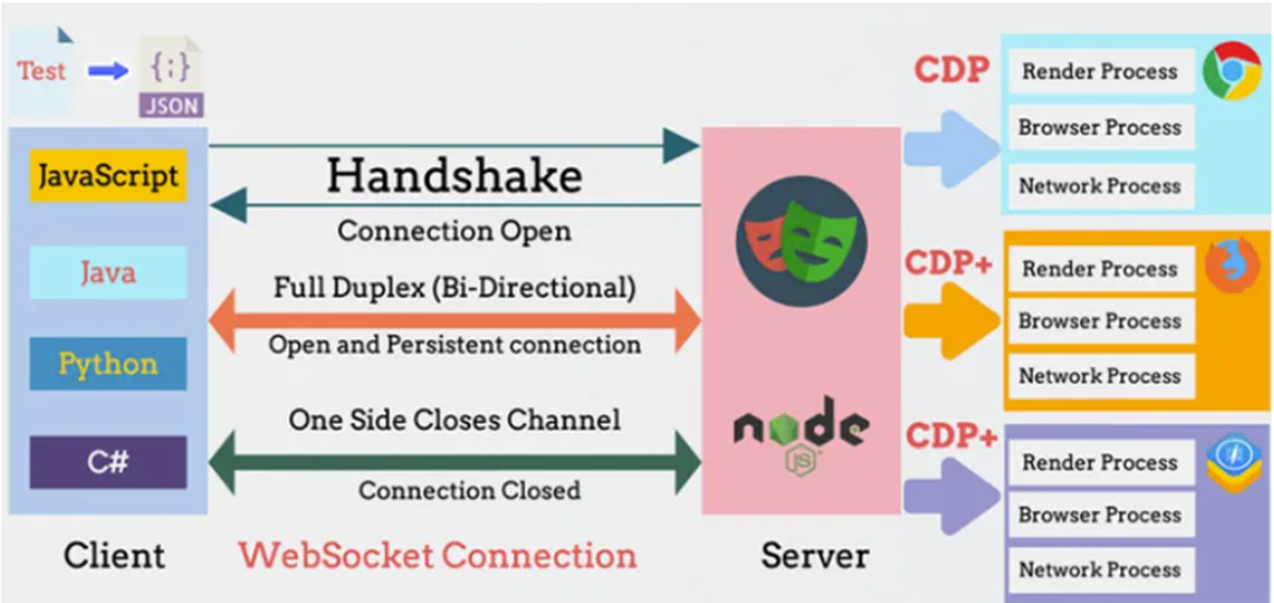 Test
{;}
JSON
JavaScript
Java
Python
C#
Client
Handshake
Connection Open
Full Duplex (Bi-Directional)
Open and Persistent connection
One Side Closes Channel
Connection Closed
WebSocket Connection
node
JS
Server
CDP
Render Process
Browser Process
Network Process
CDP+
Render Process
Browser Process
Network Process
CDP+
Render Process
Browser Process
Network Process